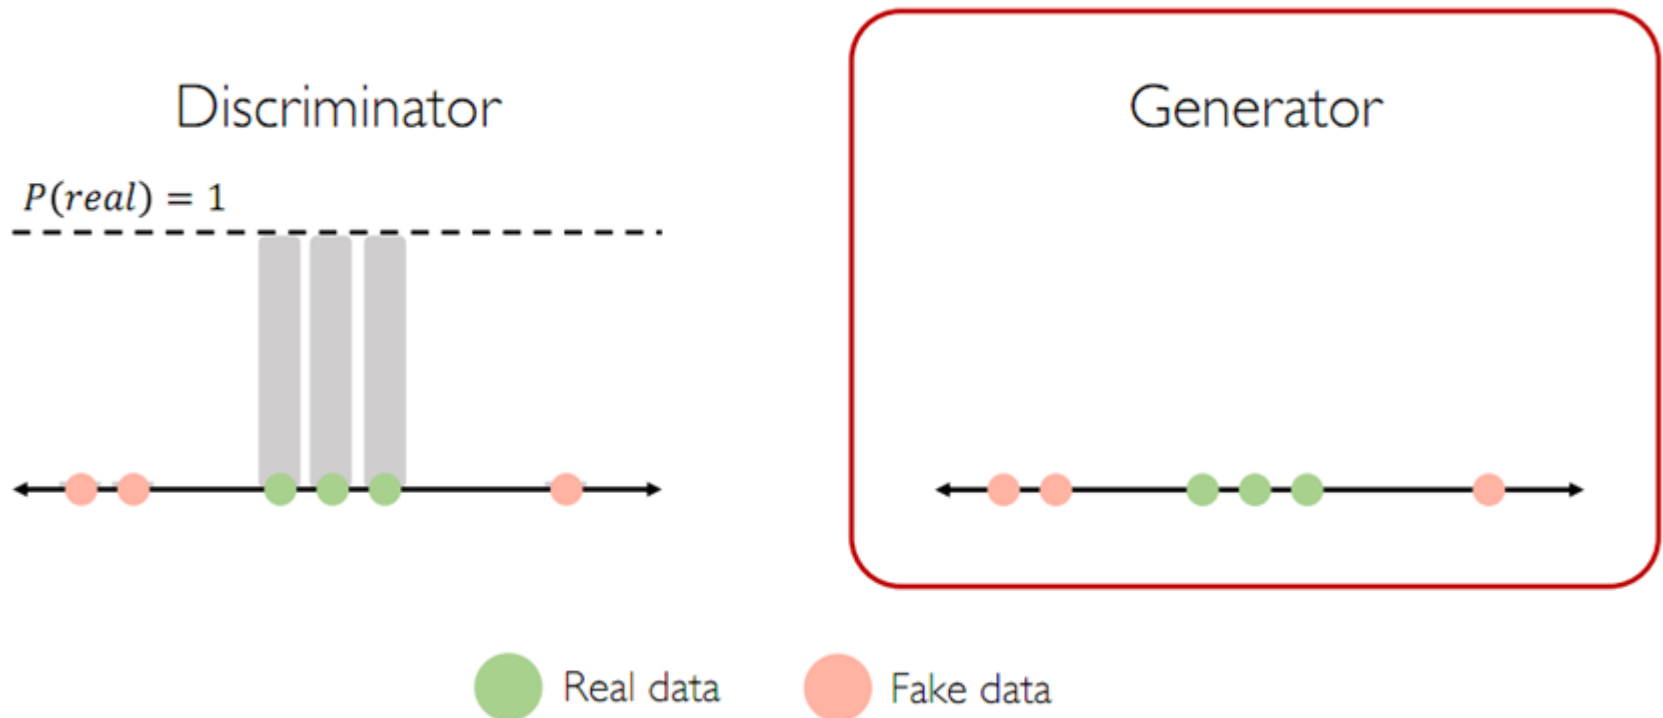 Discriminator
Generator
P(real) = 1
Real data
Fake data